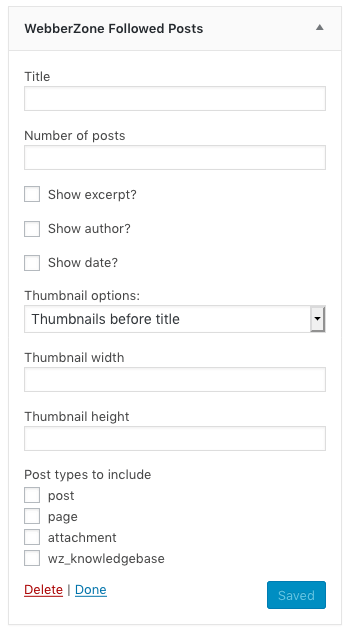 WebberZone Followed Posts
Title
Number of posts
Show excerpt?
Show author?
Show date?
Thumbnail options:
Thumbnails before title
Thumbnail width
Thumbnail height
Post types to include
post
page
attachment
wz_knowledgebase
Delete | Done Saved